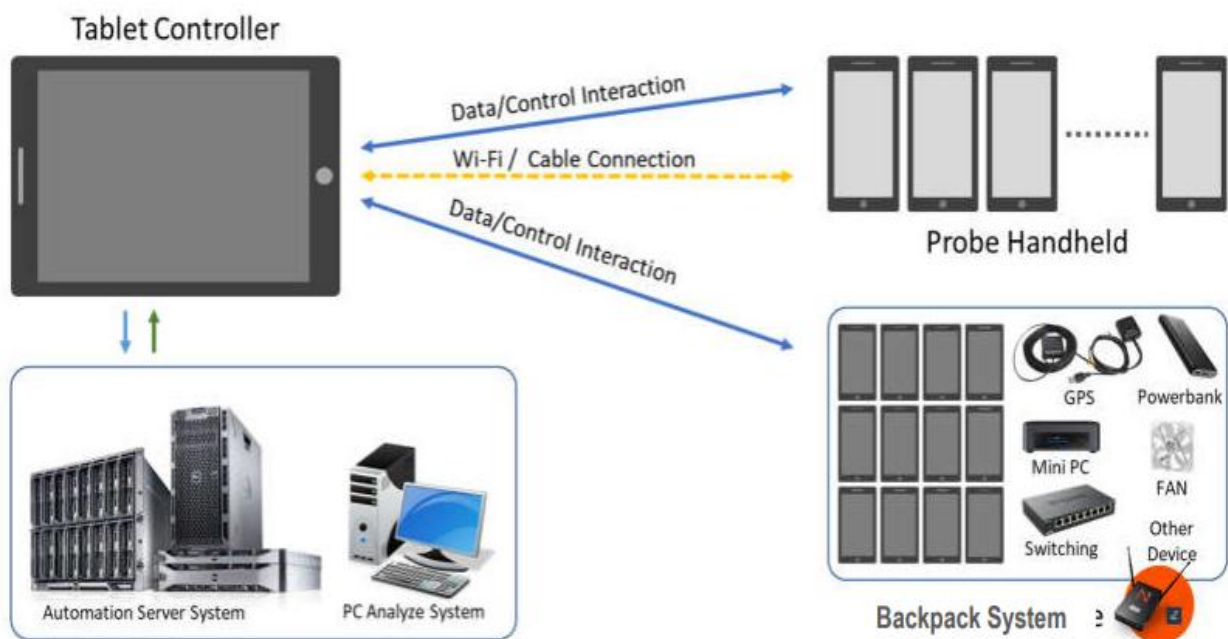 Tablet Controller
Data/Control Interaction
Wi-Fi / Cable Connection
Data/Control Interaction
Probe Handheld
GPS
Powerbank
Mini PC
FAN
Switching
Other
Device
Automation Server System
PC Analyze System
Backpack System e